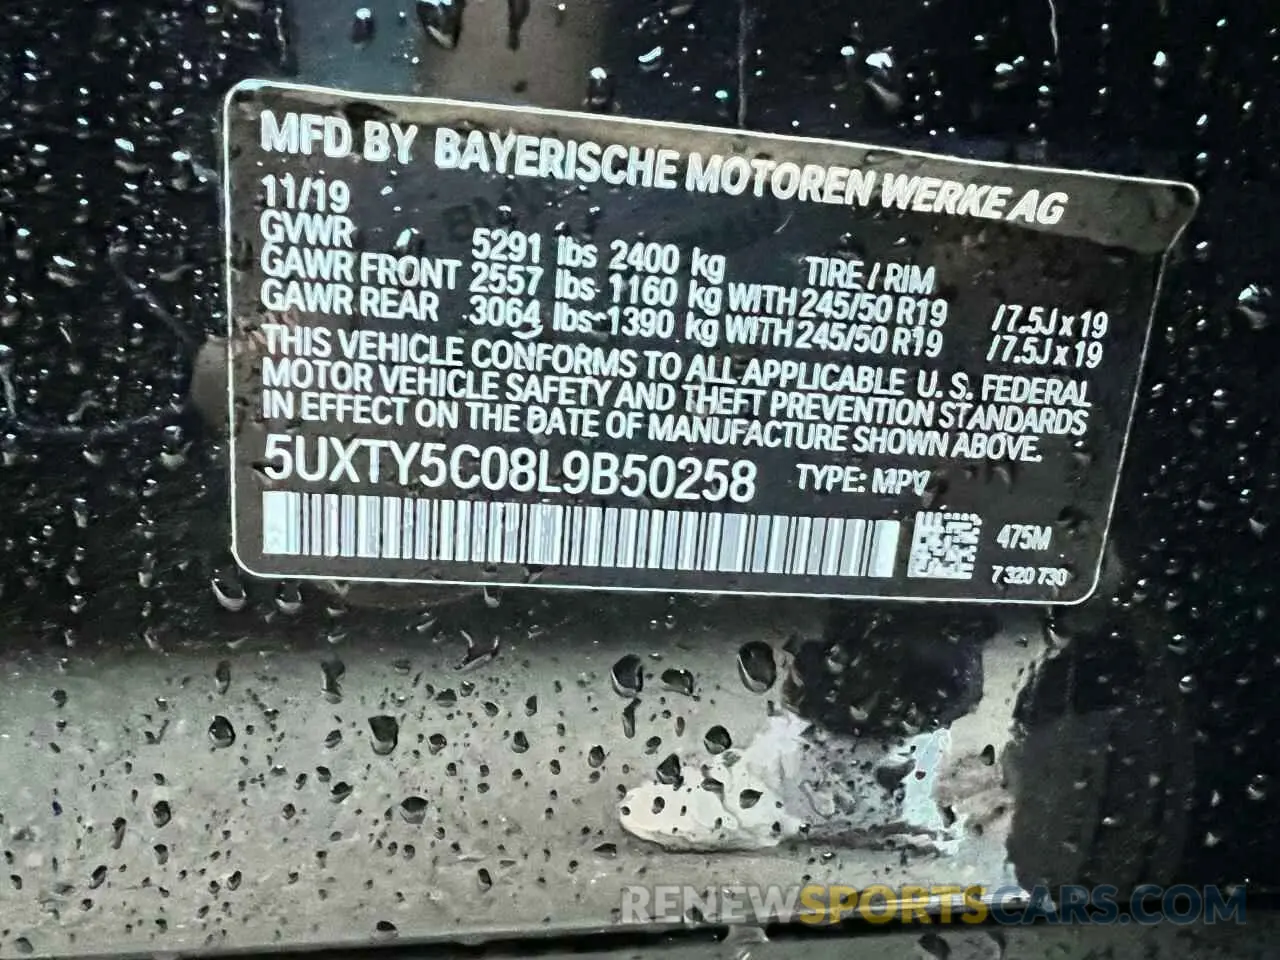 MFD BY BAYERISCHE MOTOREN WERKE AG
11/19
GVWR 5291 lbs 2400 kg TIRE / RIM
GAWR FRONT 2557 lbs 1160 kg WITH 245/50 R19 /7.5J x 19
GAWR REAR 3064 lbs 1390 kg WITH 245/50 R19 /7.5J x 19
THIS VEHICLE CONFORMS TO ALL APPLICABLE U. S. FEDERAL
MOTOR VEHICLE SAFETY AND THEFT PREVENTION STANDARDS
IN EFFECT ON THE DATE OF MANUFACTURE SHOWN ABOVE.
5UXTY5C08L9B50258 TYPE: MPV
475M
7 320 730
RENEWSPORTSCARS.COM